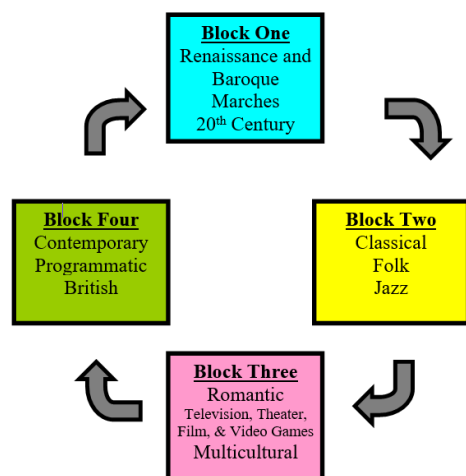 Block One
Renaissance and
Baroque
Marches
20th Century
Block Two
Classical
Folk
Jazz
Block Three
Romantic
Television, Theater,
Film, & Video Games
Multicultural
Block Four
Contemporary
Programmatic
British